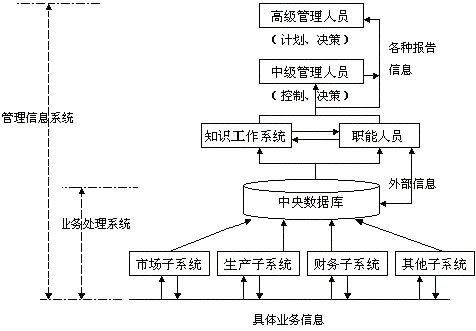 高级管理人员
（计划、决策）
各种报告
信息
中级管理人员
（控制、决策）
管理信息系统
知识工作系统
职能人员
外部信息
中央数据库
业务处理系统
市场子系统
生产子系统
财务子系统
其他子系统
具体业务信息